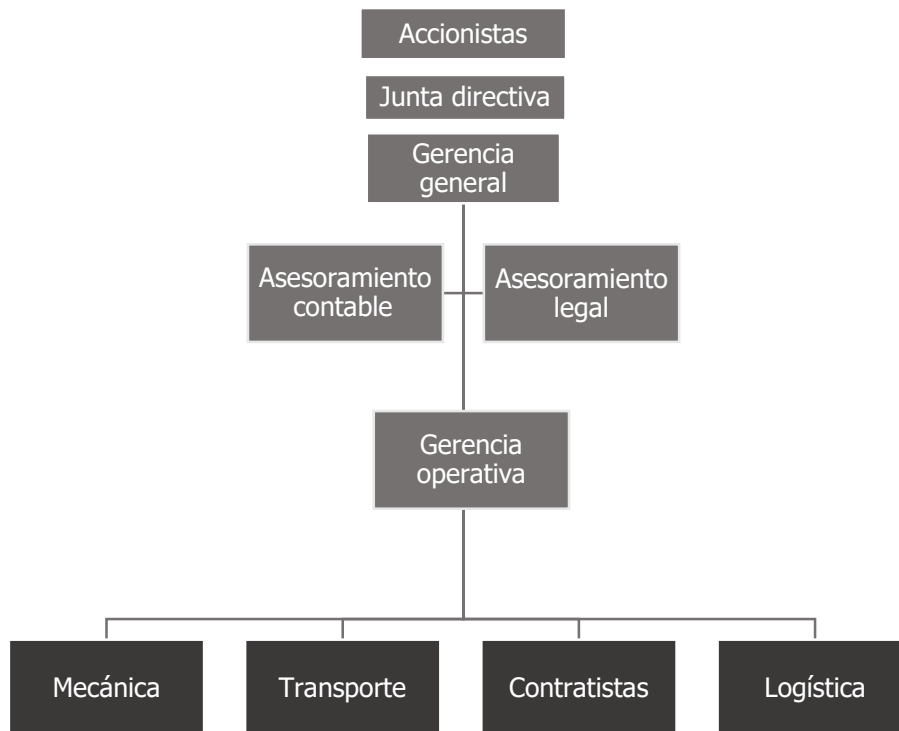 Accionistas
Junta directiva
Gerencia
general
Asesoramiento
contable
Asesoramiento
legal
Gerencia
operativa
Mecánica
Transporte
Contratistas
Logística